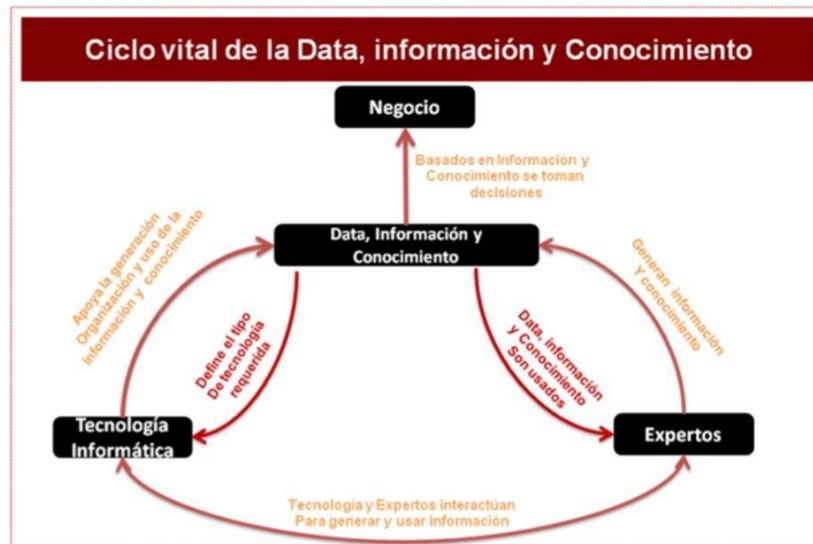 Ciclo vital de la Data, información y Conocimiento
Negocio
Basados en Información y
Conocimiento se toman
decisiones
Data, Información y
Conocimiento
Apoya la generación
Organización y uso de la
información y conocimiento
Define el tipo
De tecnología
requerida
Data, información
y Conocimiento
Son usados
Generan información
Y conocimiento
Tecnología
Informática
Expertos
Tecnología y Expertos interactúan
Para generar y usar información